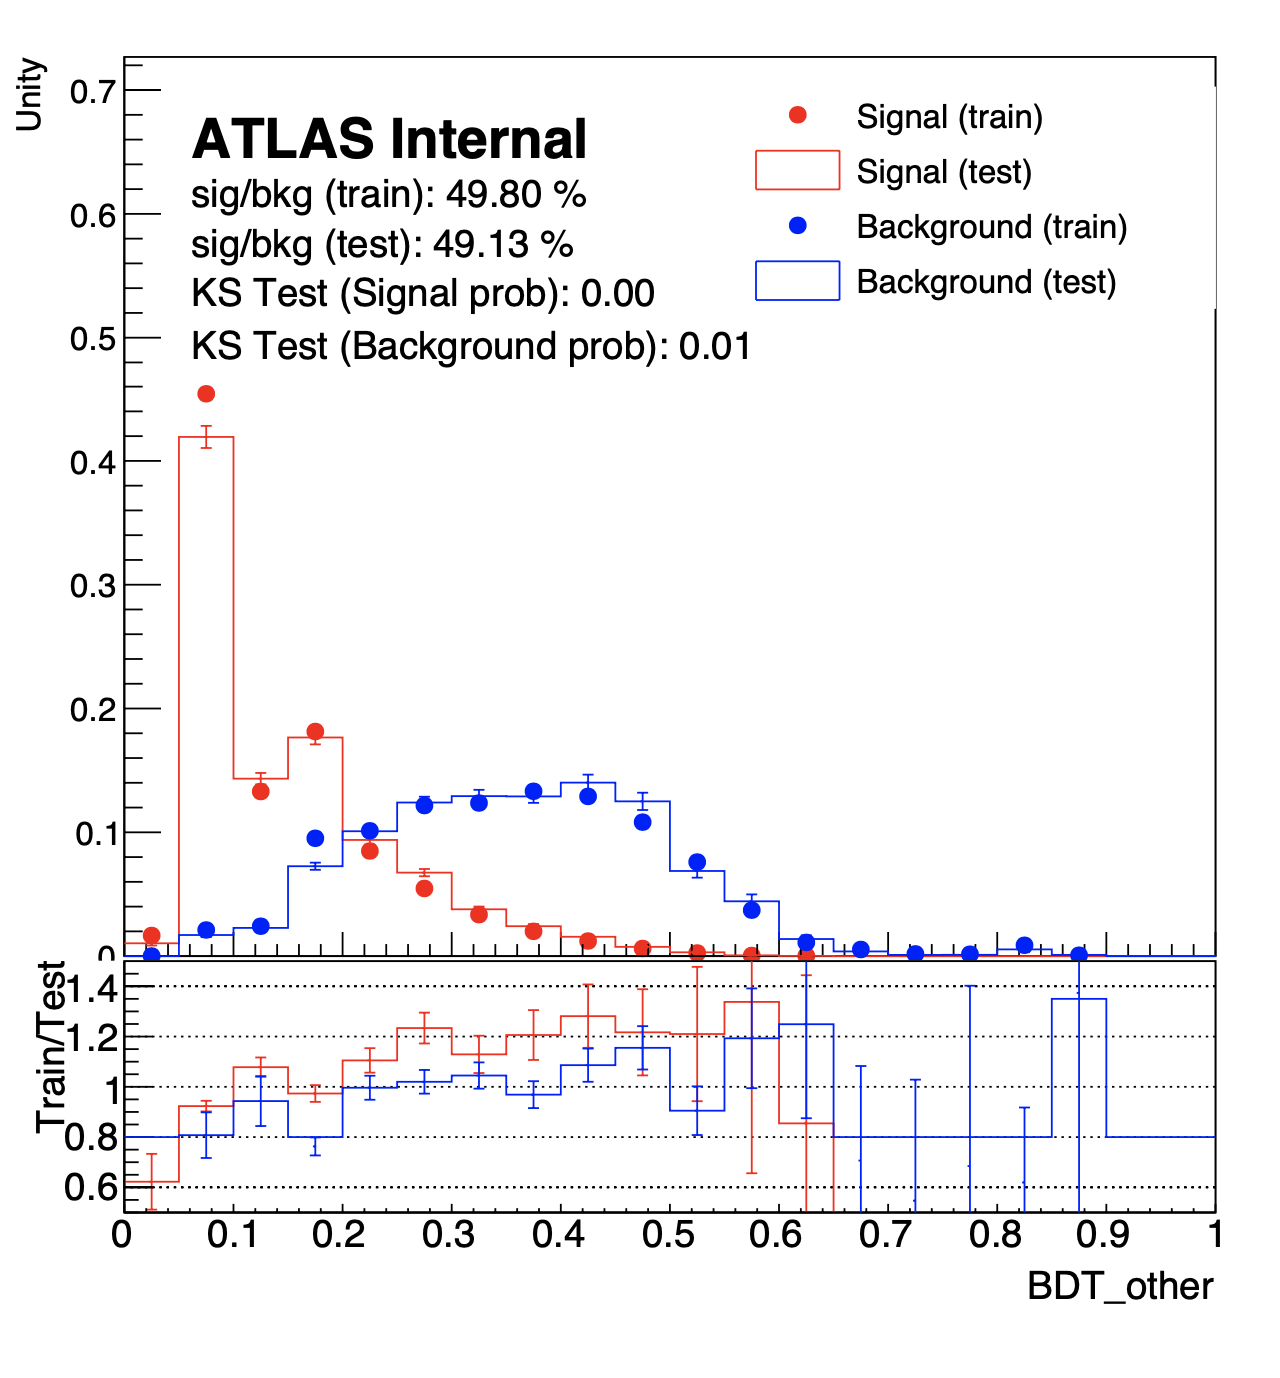 Unity
0.7
0.6
0.5
0.4
0.3
0.2
0.1
0
ATLAS Internal
sig/bkg (train): 49.80 %
sig/bkg (test): 49.13 %
KS Test (Signal prob): 0.00
KS Test (Background prob): 0.01
Signal (train)
Signal (test)
Background (train)
Background (test)
Train/Test
1.4
1.2
1
0.8
0.6
0 0.1 0.2 0.3 0.4 0.5 0.6 0.7 0.8 0.9 1
BDT_other